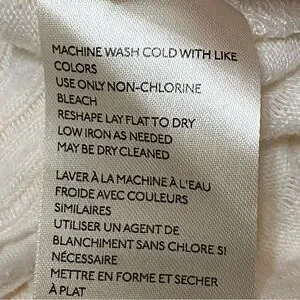 MACHINE WASH COLD WITH LIKE
COLORS
USE ONLY NON-CHLORINE
BLEACH
RESHAPE LAY FLAT TO DRY
LOW IRON AS NEEDED
MAY BE DRY CLEANED
LAVER À LA MACHINE À L'EAU
FROIDE AVEC COULEURS
SIMILAIRES
UTILISER UN AGENT DE
BLANCHIMENT SANS CHLORE SI
NÉCESSAIRE
METTRE EN FORME ET SECHER
À PLAT